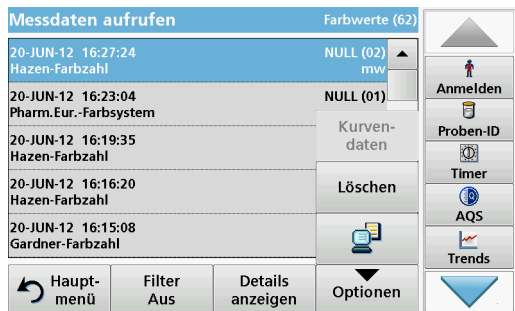 Messdaten aufrufen Farbwerte (62)
20-JUN-12 16:27:24 NULL (02)
Hazen-Farbzahl mw
20-JUN-12 16:23:04 NULL (01)
Pharm.Eur.-Farbsystem
20-JUN-12 16:19:35
Hazen-Farbzahl
20-JUN-12 16:16:20
Hazen-Farbzahl
20-JUN-12 16:15:08
Gardner-Farbzahl
Kurven-
daten
Löschen
Haupt-
menü
Filter
Aus
Details
anzeigen
Optionen
Anmelden
Proben-ID
Timer
AQS
Trends